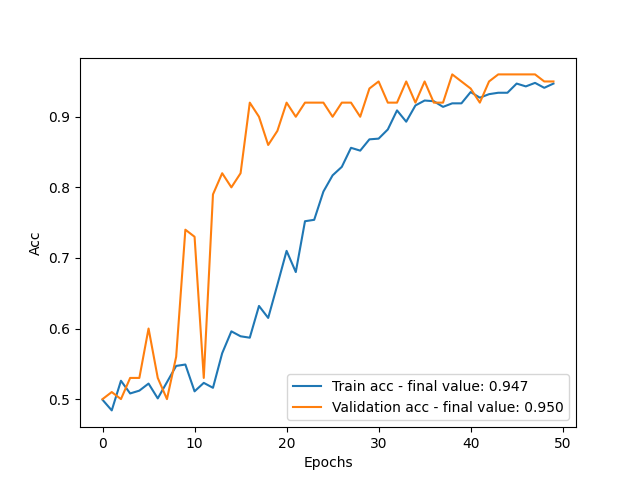 0.9
0.8
0.7
0.6
0.5
Acc
Train acc - final value: 0.947
Validation acc - final value: 0.950
0 10 20 30 40 50
Epochs